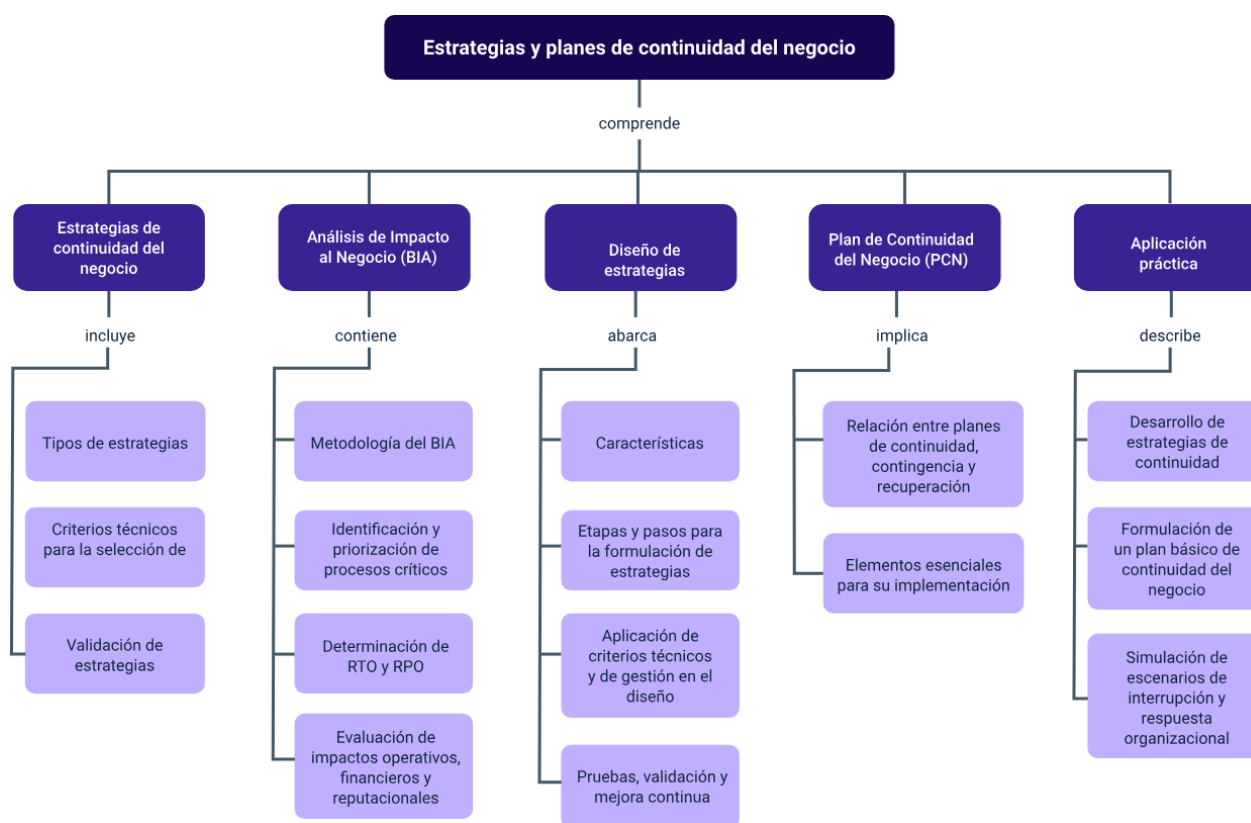 Estrategias y planes de continuidad del negocio
comprende
Estrategias de
continuidad del
negocio
incluye
Tipos de estrategias
Criterios técnicos
para la selección de
Validación de
estrategias
Análisis de Impacto
al Negocio (BIA)
contiene
Metodología del BIA
Identificación y
priorización de
procesos críticos
Determinación de
RTO y RPO
Evaluación de
impactos operativos,
financieros y
reputacionales
Diseño de
estrategias
abarca
Características
Etapas y pasos para
la formulación de
estrategias
Aplicación de
criterios técnicos
y de gestión en el
diseño
Pruebas, validación y
mejora continua
Plan de Continuidad
del Negocio (PCN)
implica
Relación entre planes
de continuidad,
contingencia y
recuperación
Elementos esenciales
para su implementación
Aplicación
práctica
describe
Desarrollo de
estrategias de
continuidad
Formulación de
un plan básico de
continuidad del
negocio
Simulación de
escenarios de
interrupción y
respuesta
organizacional